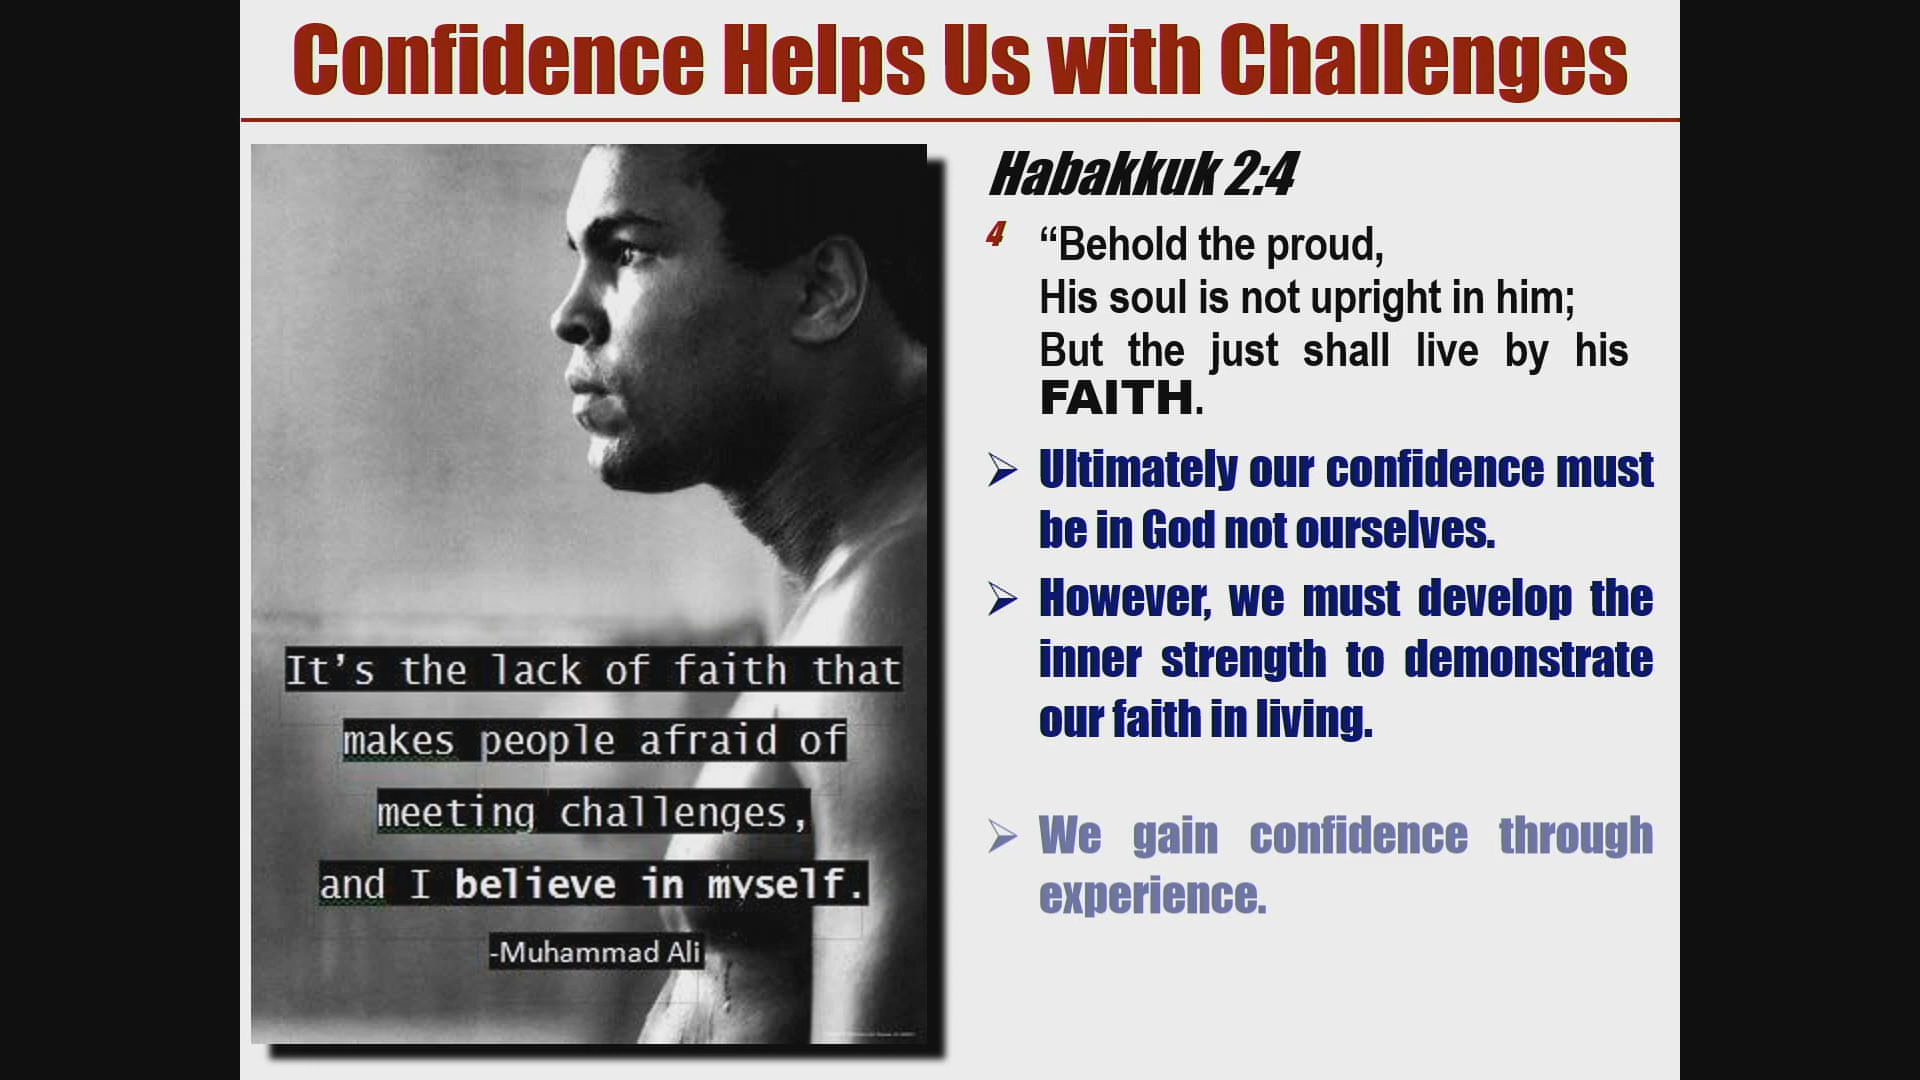 Confidence Helps Us with Challenges
It's the lack of faith that
makes people afraid of
meeting challenges,
and I believe in myself.
-Muhammad Ali
Habakkuk 2:4
4 “Behold the proud,
His soul is not upright in him;
But the just shall live by his
FAITH.
➢ Ultimately our confidence must
be in God not ourselves.
➢ However, we must develop the
inner strength to demonstrate
our faith in living.
➢ We gain confidence through
experience.